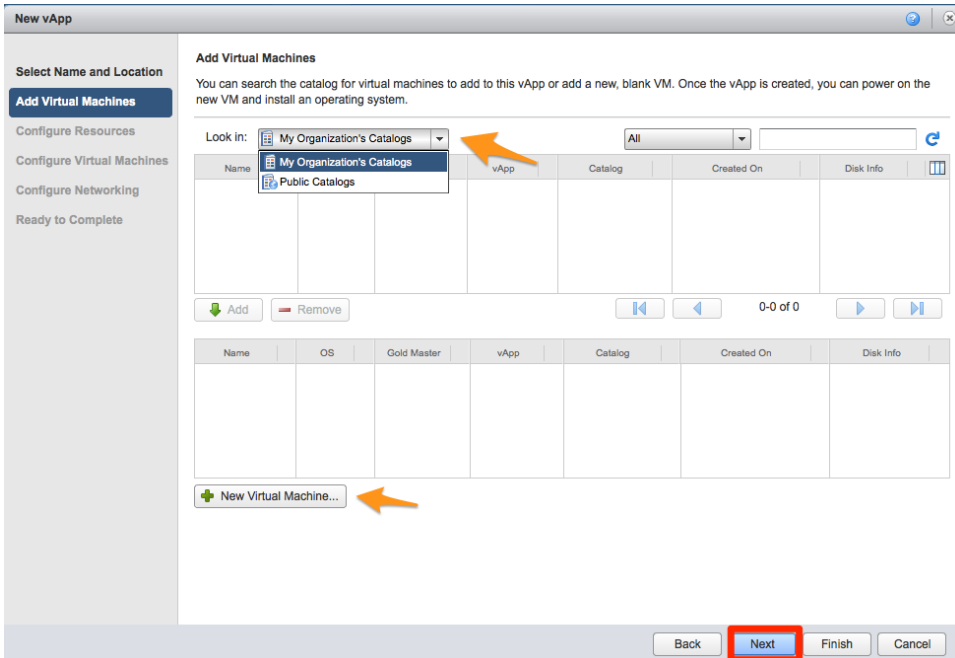 New vApp
Select Name and Location
Add Virtual Machines
Configure Resources
Configure Virtual Machines
Configure Networking
Ready to Complete
Add Virtual Machines
You can search the catalog for virtual machines to add to this vApp or add a new, blank VM. Once the vApp is created, you can power on the
new VM and install an operating system.
Look in: My Organization's Catalogs All
My Organization's Catalogs
Public Catalogs
Name vApp Catalog Created On Disk Info
Add Remove 0-0 of 0
Name OS Gold Master vApp Catalog Created On Disk Info
New Virtual Machine...
Back Next Finish Cancel